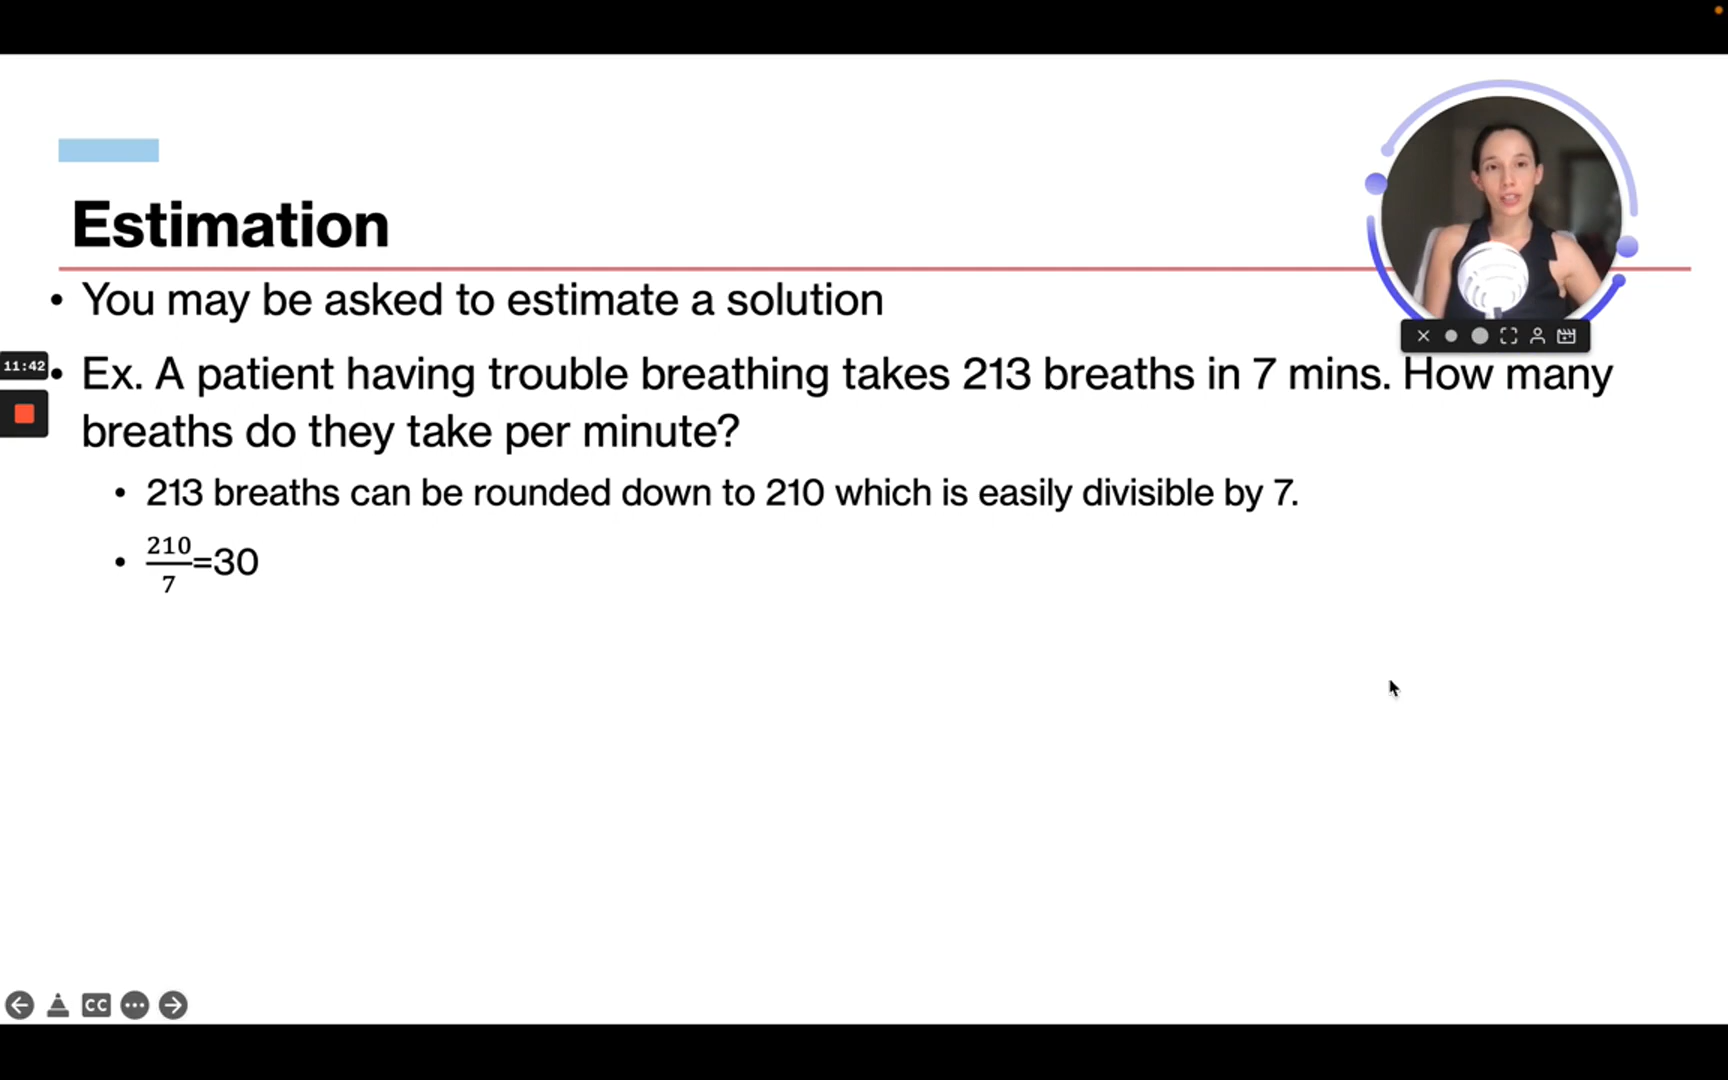 Estimation
• You may be asked to estimate a solution
11:42
• Ex. A patient having trouble breathing takes 213 breaths in 7 mins. How many
breaths do they take per minute?
• 213 breaths can be rounded down to 210 which is easily divisible by 7.
• 210/7=30
CC